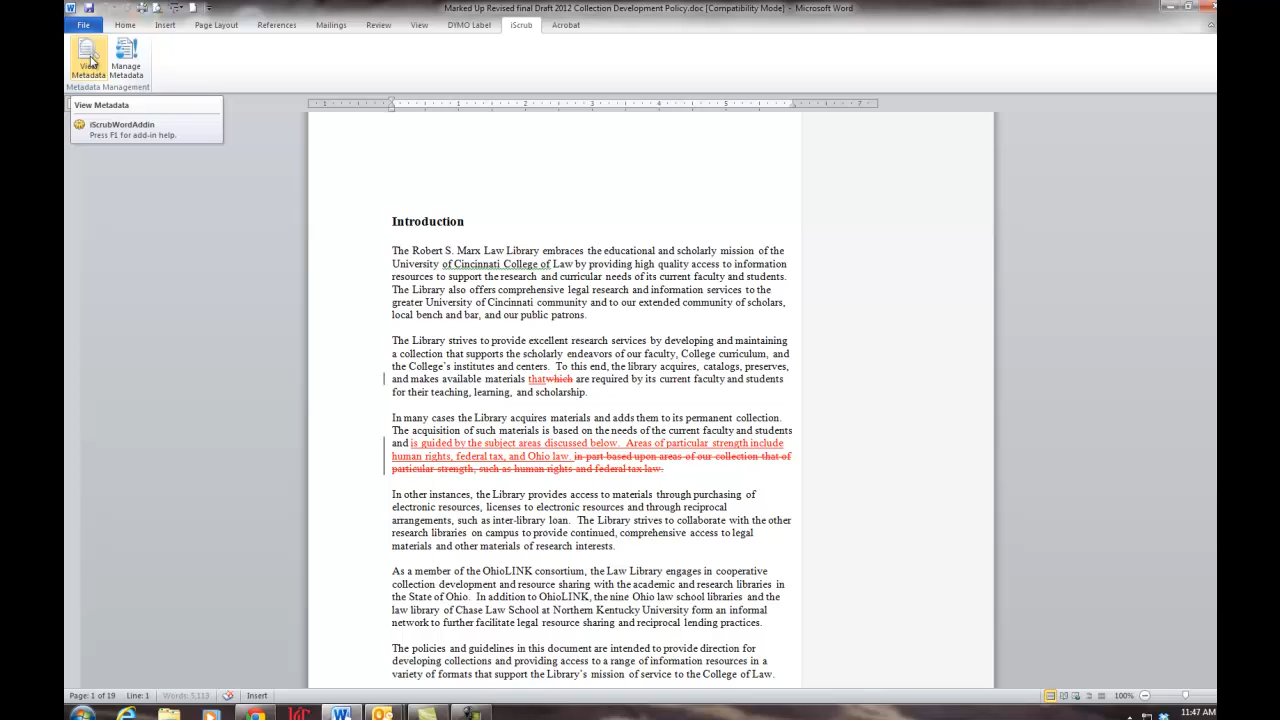 Marked Up Revised final Draft 2012 Collection Development Policy.doc [Compatibility Mode] - Microsoft Word
File Home Insert Page Layout References Mailings Review View DYMO Label iScrub Acrobat
View Metadata
Manage Metadata
Metadata Management
View Metadata
iScrubWordAddin
Press F1 for add-in help.
1 1 2 3 4 5 6 7
Introduction
The Robert S. Marx Law Library embraces the educational and scholarly mission of the
University of Cincinnati College of Law by providing high quality access to information
resources to support the research and curricular needs of its current faculty and students.
The Library also offers comprehensive legal research and information services to the
greater University of Cincinnati community and to our extended community of scholars,
local bench and bar, and our public patrons.
The Library strives to provide excellent research services by developing and maintaining
a collection that supports the scholarly endeavors of our faculty, College curriculum, and
the College's institutes and centers. To this end, the library acquires, catalogs, preserves,
and makes available materials thatwhich are required by its current faculty and students
for their teaching, learning, and scholarship.
In many cases the Library acquires materials and adds them to its permanent collection.
The acquisition of such materials is based on the needs of the current faculty and students
and is guided by the subject areas discussed below. Areas of particular strength include
human rights, federal tax, and Ohio law. in part based upon areas of our collection that of
particular strength, such as human rights and federal tax law.
In other instances, the Library provides access to materials through purchasing of
electronic resources, licenses to electronic resources and through reciprocal
arrangements, such as inter-library loan. The Library strives to collaborate with the other
research libraries on campus to provide continued, comprehensive access to legal
materials and other materials of research interests.
As a member of the OhioLINK consortium, the Law Library engages in cooperative
collection development and resource sharing with the academic and research libraries in
the State of Ohio. In addition to OhioLINK, the nine Ohio law school libraries and the
law library of Chase Law School at Northern Kentucky University form an informal
network to further facilitate legal resource sharing and reciprocal lending practices.
The policies and guidelines in this document are intended to provide direction for
developing collections and providing access to a range of information resources in a
variety of formats that support the Library's mission of service to the College of Law.
Page: 1 of 19 Line: 1 Words: 5,113 Insert 100%
11:47 AM